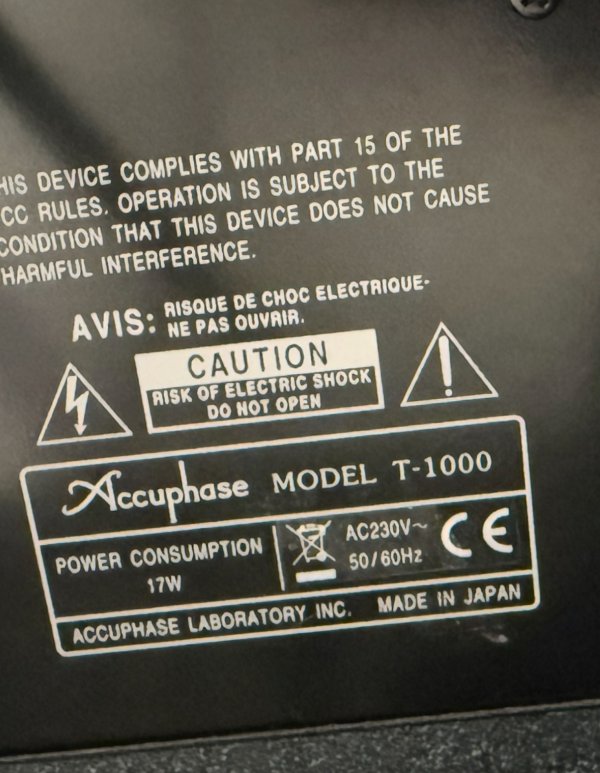 HIS DEVICE COMPLIES WITH PART 15 OF THE
CC RULES. OPERATION IS SUBJECT TO THE
CONDITION THAT THIS DEVICE DOES NOT CAUSE
HARMFUL INTERFERENCE.
AVIS: RISQUE DE CHOC ELECTRIQUE-
NE PAS OUVRIR.
CAUTION
RISK OF ELECTRIC SHOCK
DO NOT OPEN
Accuphase MODEL T-1000
POWER CONSUMPTION
17W
AC230V~
50/60Hz
CE
ACCUPHASE LABORATORY INC. MADE IN JAPAN